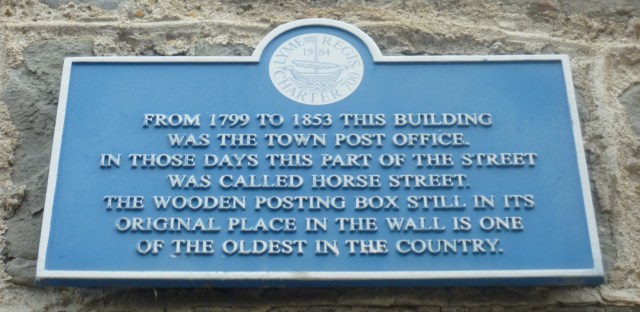 LYME REGIS
1984
CHARTER 700
FROM 1799 TO 1853 THIS BUILDING
WAS THE TOWN POST OFFICE.
IN THOSE DAYS THIS PART OF THE STREET
WAS CALLED HORSE STREET.
THE WOODEN POSTING BOX STILL IN ITS
ORIGINAL PLACE IN THE WALL IS ONE
OF THE OLDEST IN THE COUNTRY.